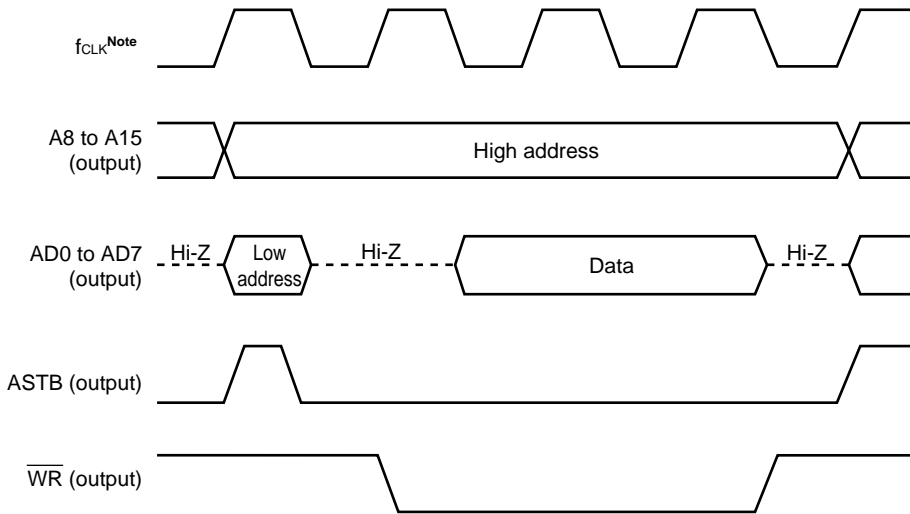 fCLKNote
A8 to A15
(output)
High address
AD0 to AD7
(output)
Hi-Z
Low
address
Hi-Z
Data
Hi-Z
ASTB (output)
WR (output)